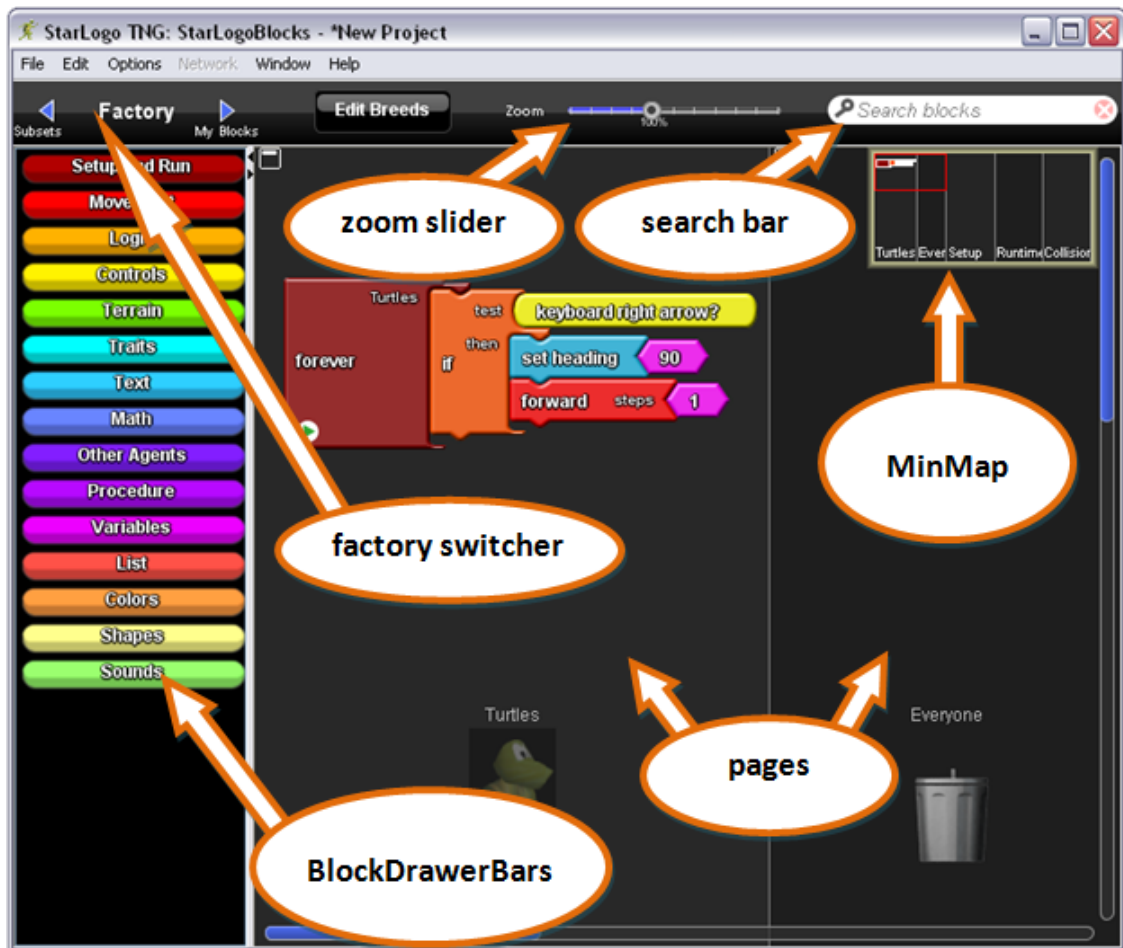 StarLogo TNG: StarLogoBlocks - *New Project
File Edit Options Network Window Help
Factory
Subsets
My Blocks
Edit Breeds
Zoom
100%
Search blocks
Setup and Run
Logi
Controls
Terrain
Traits
Text
Math
Other Agents
Procedure
Variables
List
Colors
Shapes
Sounds
zoom slider
search bar
Turtles Ever Setup Runtime Collision
Turtles
test
keyboard right arrow?
forever
if
then
set heading 90
forward steps 1
MinMap
factory switcher
Turtles
Everyone
pages
BlockDrawerBars